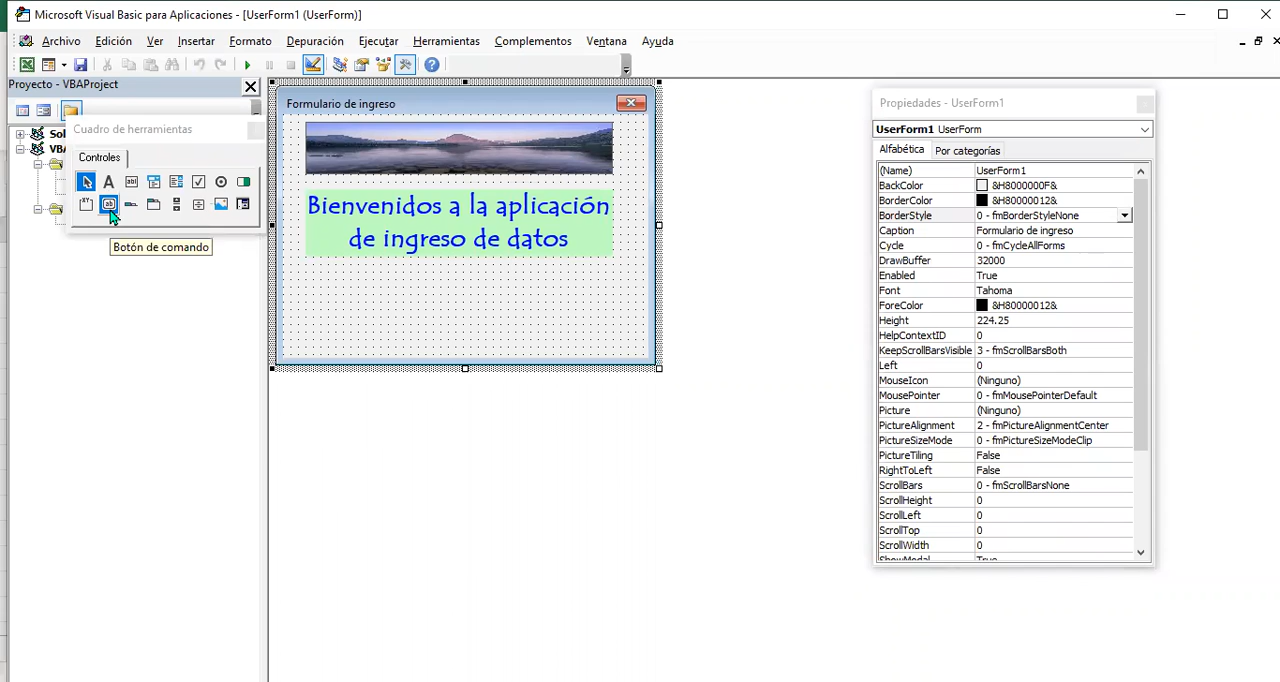 Microsoft Visual Basic para Aplicaciones - [UserForm1 (UserForm)]
Archivo Edición Ver Insertar Formato Depuración Ejecutar Herramientas Complementos Ventana Ayuda
Proyecto - VBAProject
Sol
VBA
Cuadro de herramientas
Controles
Botón de comando
Formulario de ingreso
Bienvenidos a la aplicación
de ingreso de datos
Propiedades - UserForm1
UserForm1 UserForm
Alfabética Por categorías
(Name) UserForm1
BackColor &H8000000F&
BorderColor &H80000012&
BorderStyle 0 - fmBorderStyleNone
Caption Formulario de ingreso
Cycle 0 - fmCycleAllForms
DrawBuffer 32000
Enabled True
Font Tahoma
ForeColor &H80000012&
Height 224.25
HelpContextID 0
KeepScrollBarsVisible 3 - fmScrollBarsBoth
Left 0
MouseIcon (Ninguno)
MousePointer 0 - fmMousePointerDefault
Picture (Ninguno)
PictureAlignment 2 - fmPictureAlignmentCenter
PictureSizeMode 0 - fmPictureSizeModeClip
PictureTiling False
RightToLeft False
ScrollBars 0 - fmScrollBarsNone
ScrollHeight 0
ScrollLeft 0
ScrollTop 0
ScrollWidth 0
ShowModal True